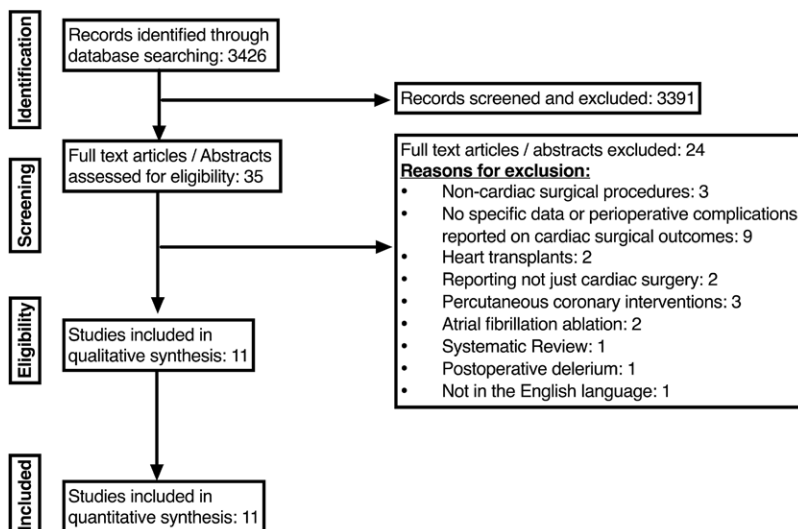 Identification
Records identified through
database searching: 3426
Records screened and excluded: 3391
Screening
Full text articles / Abstracts
assessed for eligibility: 35
Full text articles / abstracts excluded: 24
Reasons for exclusion:
• Non-cardiac surgical procedures: 3
• No specific data or perioperative complications
reported on cardiac surgical outcomes: 9
• Heart transplants: 2
• Reporting not just cardiac surgery: 2
• Percutaneous coronary interventions: 3
• Atrial fibrillation ablation: 2
• Systematic Review: 1
• Postoperative delerium: 1
• Not in the English language: 1
Eligibility
Studies included in
qualitative synthesis: 11
Included
Studies included in
quantitative synthesis: 11